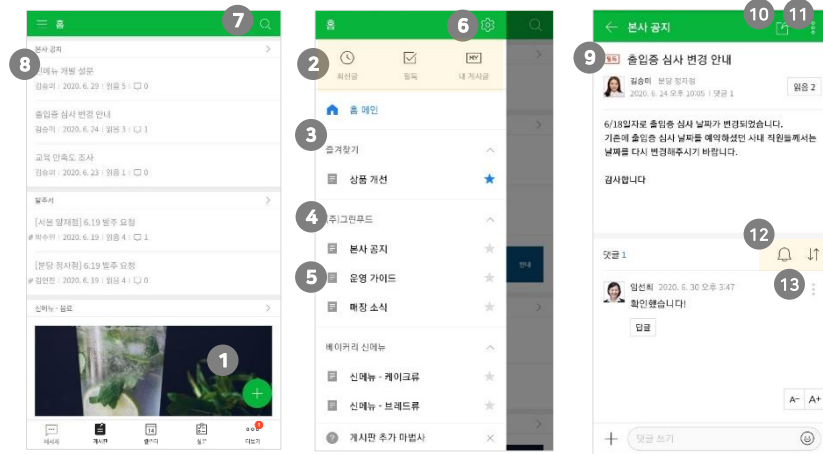 홈
7
본사 공지
8
신메뉴 개발 설문
김승미 2020. 6. 29 읽음 5 0
출입증 심사 변경 안내
김승미 2020. 6. 24 읽음 3 1
교육 만족도 조사
김승미 2020. 6. 23 읽음 1 0
발주서
[서본 양재점] 6.19 발주 요청
# 박수민 2020. 6. 19 읽음 4 1
[분당 정자점] 6.19 발주 요청
# 김연진 2020. 6. 19 읽음 4 0
신메뉴 - 음료
1
메시지
게시판
14
캘린더
설문
더보기
홈
6
2
최신글
필독
MY
내 게시글
홈 메인
3
즐겨찾기
상품 개선
4
(주)그린푸드
본사 공지
안내
5
운영 가이드
매장 소식
베이커리 신메뉴
신메뉴 - 케이크류
신메뉴 - 브레드류
게시판 추가 마법사
본사 공지
10
11
9
필독
출입증 심사 변경 안내
김승미 분당 정자점
2020. 6. 24 오후 10:05 댓글 1
읽음 2
6/18일자로 출입증 심사 날짜가 변경되었습니다.
기존에 출입증 심사 날짜를 예약하셨던 사내 직원들께서는
날짜를 다시 변경해주시기 바랍니다.
감사합니다
12
댓글 1
13
임선희 2020. 6. 30 오후 3:47
확인했습니다!
답글
A- A+
댓글 쓰기